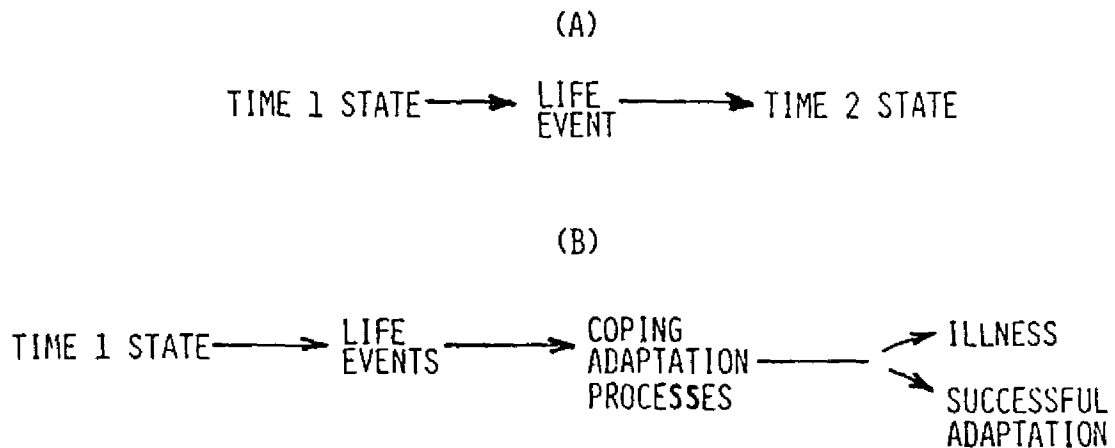 (A)
TIME 1 STATE LIFE EVENT TIME 2 STATE
(B)
TIME 1 STATE
LIFE
EVENTS
COPING
ADAPTATION
PROCESSES
ILLNESS
SUCCESSFUL
ADAPTATION